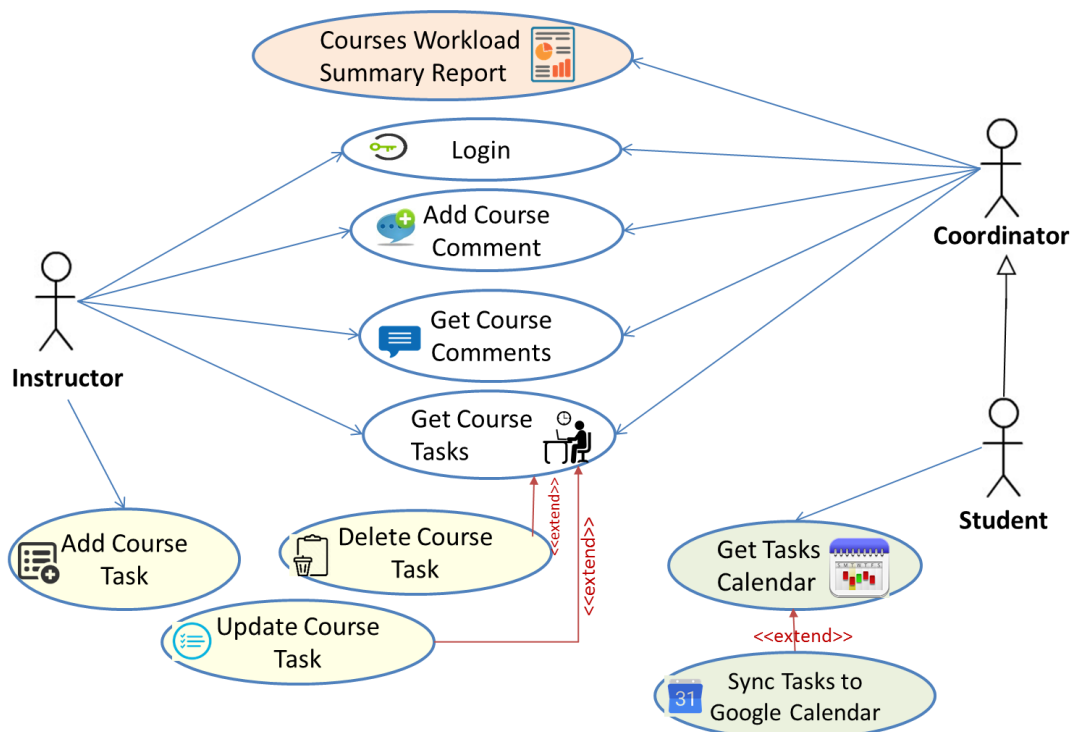 Courses Workload
Summary Report
Login
Add Course
Comment
Coordinator
Get Course
Comments
Instructor
Get Course
Tasks
<<extend>>
<<extend>>
Add Course
Task
Delete Course
Task
Student
Get Tasks
Calendar
Update Course
Task
<<extend>>
31
Sync Tasks to
Google Calendar